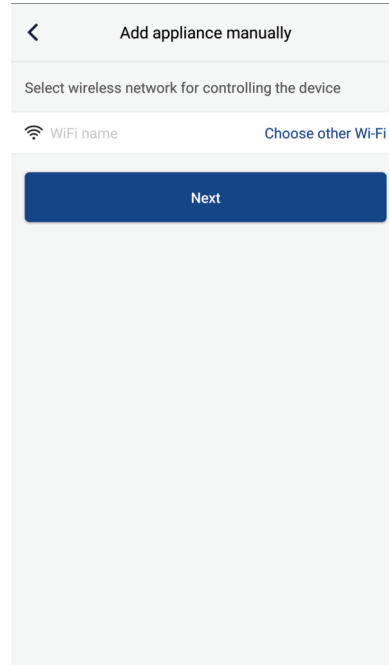 Add appliance manually
Select wireless network for controlling the device
WiFi name Choose other Wi-Fi
Next